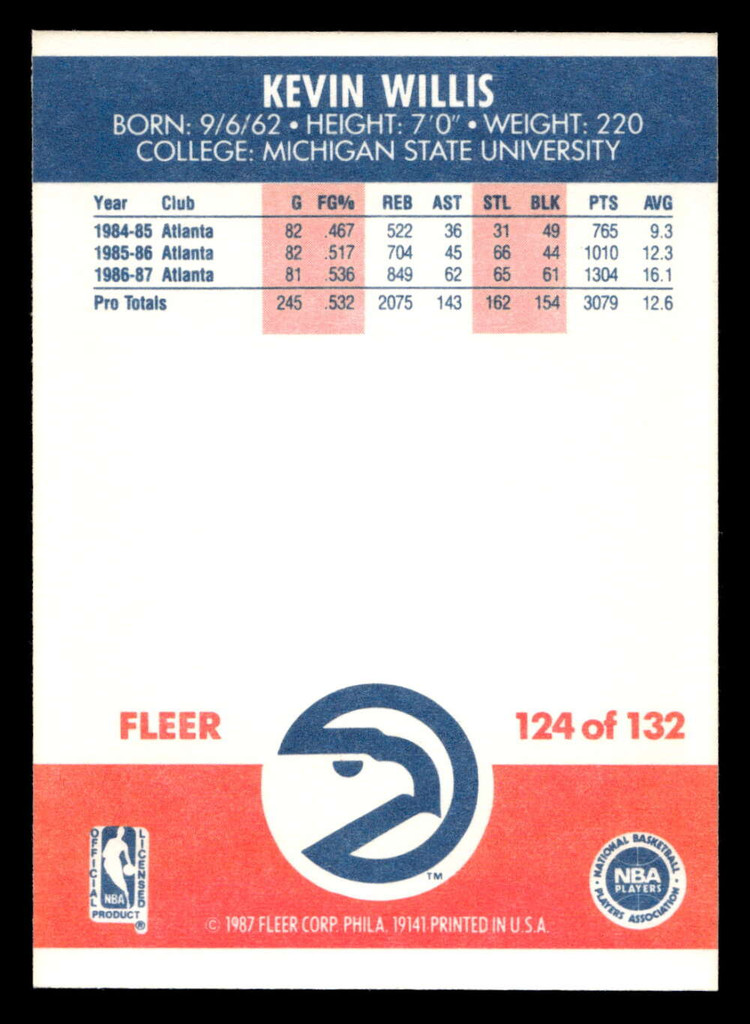 KEVIN WILLIS
BORN: 9/6/62 • HEIGHT: 7'0" • WEIGHT: 220
COLLEGE: MICHIGAN STATE UNIVERSITY
Year Club G FG% REB AST STL BLK PTS AVG
1984-85 Atlanta 82 .467 522 36 31 49 765 9.3
1985-86 Atlanta 82 .517 704 45 66 44 1010 12.3
1986-87 Atlanta 81 .536 849 62 65 61 1304 16.1
Pro Totals 245 .532 2075 143 162 154 3079 12.6
FLEER 124 of 132
TM
OFFICIAL LICENSED
NBA
PRODUCT ®
• NATIONAL BASKETBALL •
NBA
PLAYERS
PLAYERS ASSOCIATION
© 1987 FLEER CORP. PHILA. 19141 PRINTED IN U.S.A.